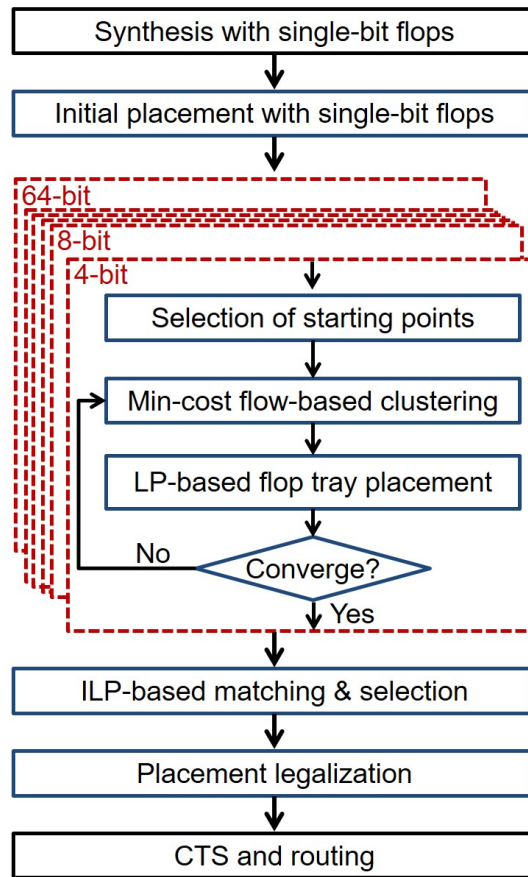 Synthesis with single-bit flops
Initial placement with single-bit flops
64-bit
8-bit
4-bit
Selection of starting points
Min-cost flow-based clustering
LP-based flop tray placement
No
Converge?
Yes
ILP-based matching & selection
Placement legalization
CTS and routing